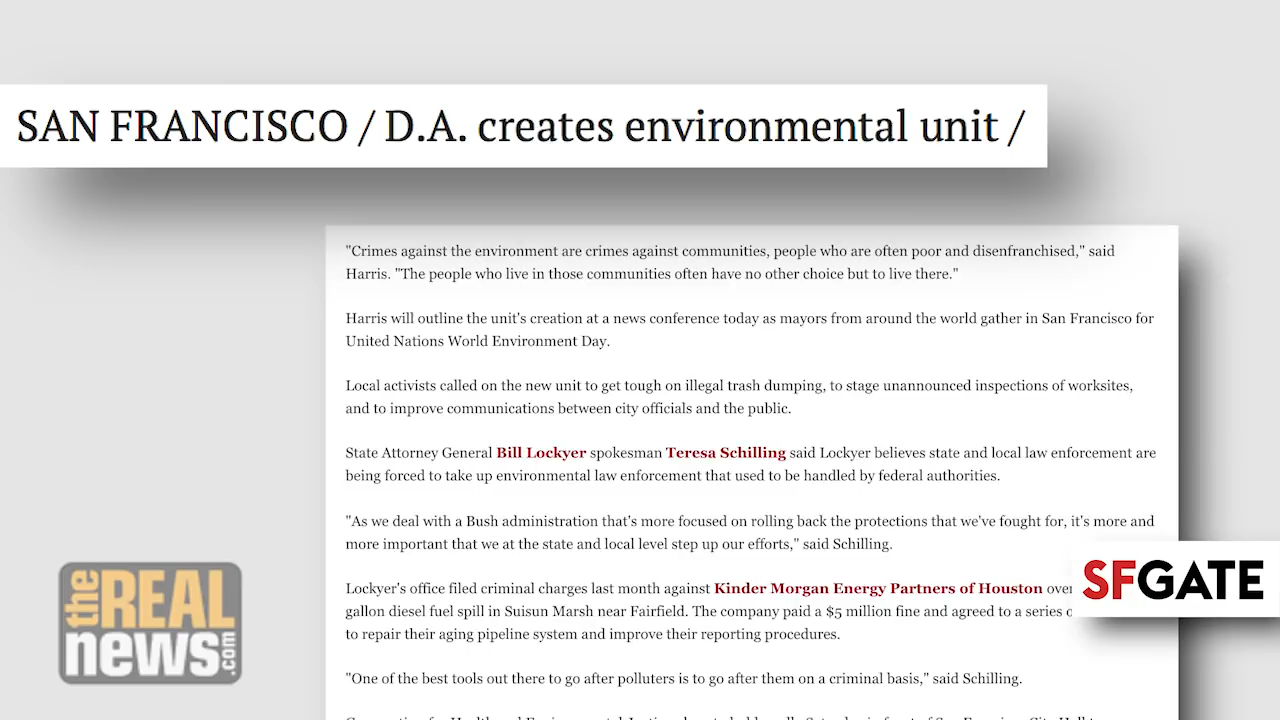 SAN FRANCISCO / D.A. creates environmental unit /
"Crimes against the environment are crimes against communities, people who are often poor and disenfranchised," said
Harris. "The people who live in those communities often have no other choice but to live there."
Harris will outline the unit's creation at a news conference today as mayors from around the world gather in San Francisco for
United Nations World Environment Day.
Local activists called on the new unit to get tough on illegal trash dumping, to stage unannounced inspections of worksites,
and to improve communications between city officials and the public.
State Attorney General Bill Lockyer spokesman Teresa Schilling said Lockyer believes state and local law enforcement are
being forced to take up environmental law enforcement that used to be handled by federal authorities.
"As we deal with a Bush administration that's more focused on rolling back the protections that we've fought for, it's more and
more important that we at the state and local level step up our efforts," said Schilling.
Lockyer's office filed criminal charges last month against Kinder Morgan Energy Partners of Houston over
gallon diesel fuel spill in Suisun Marsh near Fairfield. The company paid a $5 million fine and agreed to a series
to repair their aging pipeline system and improve their reporting procedures.
"One of the best tools out there to go after polluters is to go after them on a criminal basis," said Schilling.
SFGATE
the REAL
news.com